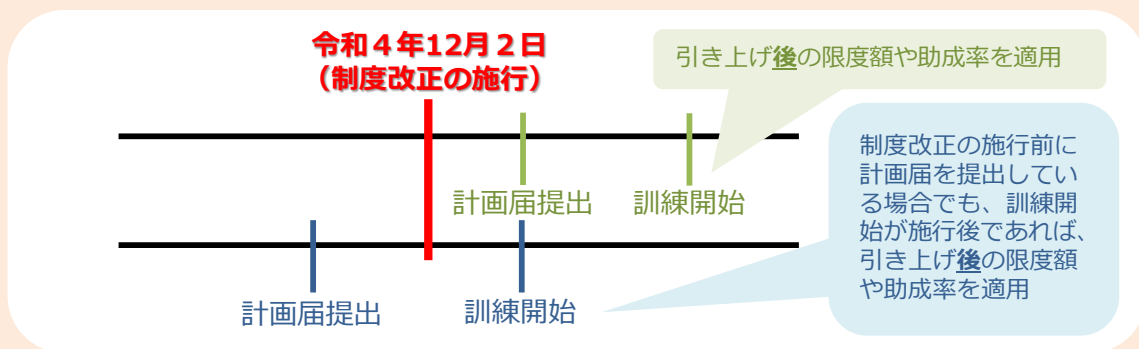 令和４年12月２日
（制度改正の施行）
引き上げ後の限度額や助成率を適用
計画届提出
訓練開始
制度改正の施行前に
計画届を提出してい
る場合でも、訓練開
始が施行後であれば、
引き上げ後の限度額
や助成率を適用
計画届提出
訓練開始